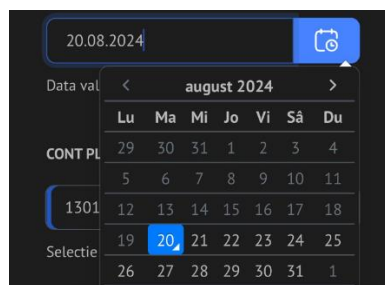 20.08.2024
Data val
< august 2024 >
Lu Ma Mi Jo Vi Sâ Du
29 30 31 1 2 3 4
CONT PL
5 6 7 8 9 10 11
1301
12 13 14 15 16 17 18
19 20 21 22 23 24 25
Selectie
26 27 28 29 30 31 1